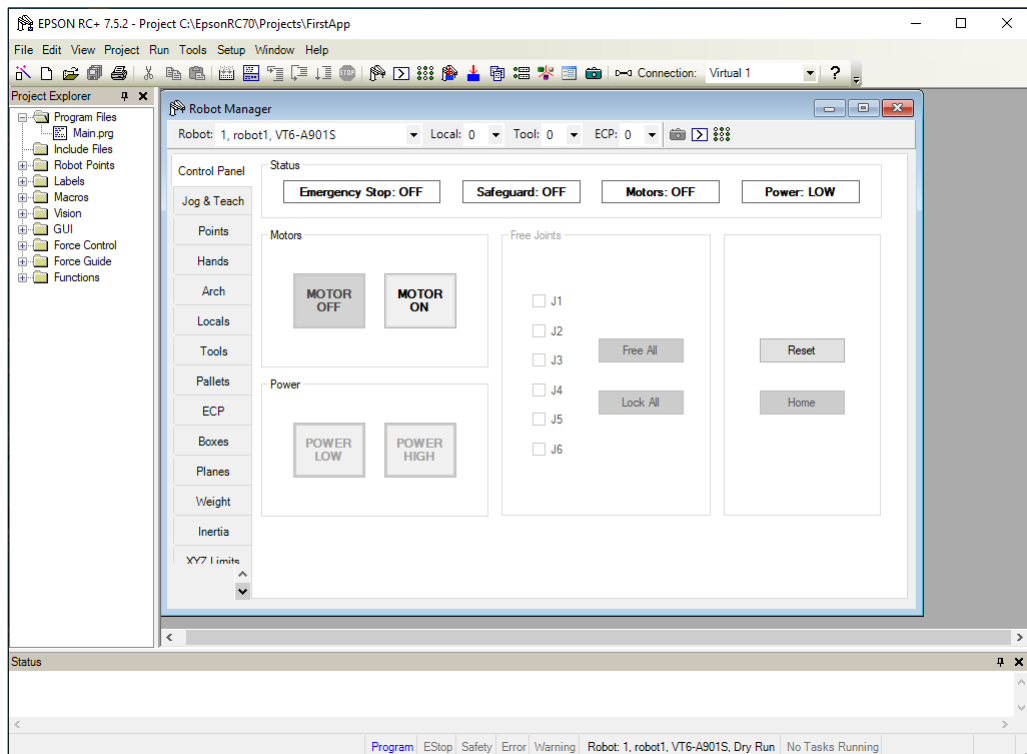 EPSON RC+ 7.5.2 - Project C:\EpsonRC70\Projects\FirstApp
File Edit View Project Run Tools Setup Window Help
STOP Connection: Virtual 1 ?
Project Explorer
Program Files
Main.prg
Include Files
Robot Points
Labels
Macros
Vision
GUI
Force Control
Force Guide
Functions
Robot Manager
Robot: 1, robot1, VT6-A901S Local: 0 Tool: 0 ECP: 0
Control Panel
Jog & Teach
Points
Hands
Arch
Locals
Tools
Pallets
ECP
Boxes
Planes
Weight
Inertia
XYZ Limits
Status
Emergency Stop: OFF Safeguard: OFF Motors: OFF Power: LOW
Motors
MOTOR OFF
MOTOR ON
Power
POWER LOW
POWER HIGH
Free Joints
J1
J2
J3
J4
J5
J6
Free All
Lock All
Reset
Home
Status
Program EStop Safety Error Warning Robot: 1, robot1, VT6-A901S, Dry Run No Tasks Running